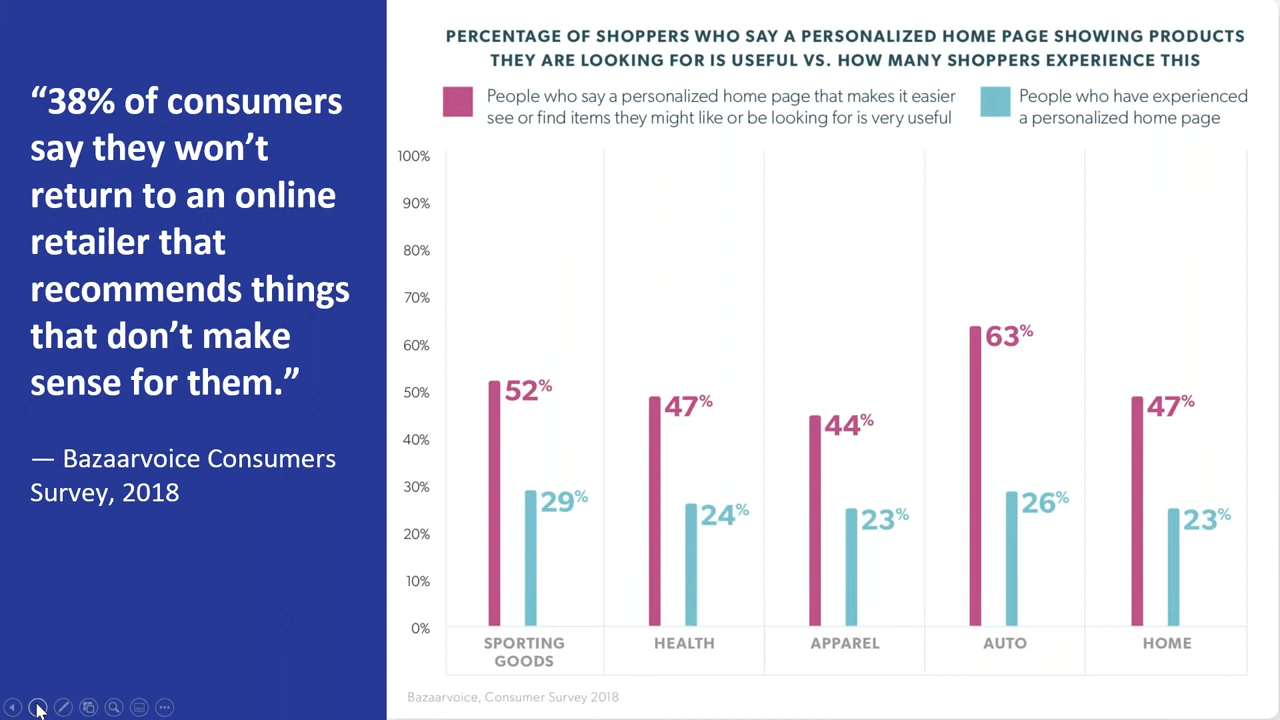 “38% of consumers
say they won’t
return to an online
retailer that
recommends things
that don’t make
sense for them.”
— Bazaarvoice Consumers
Survey, 2018
PERCENTAGE OF SHOPPERS WHO SAY A PERSONALIZED HOME PAGE SHOWING PRODUCTS
THEY ARE LOOKING FOR IS USEFUL VS. HOW MANY SHOPPERS EXPERIENCE THIS
People who say a personalized home page that makes it easier
see or find items they might like or be looking for is very useful
People who have experienced
a personalized home page
100%
90%
80%
70%
60%
50%
40%
30%
20%
10%
0%
52%
29%
47%
24%
44%
23%
63%
26%
47%
23%
SPORTING
GOODS
HEALTH
APPAREL
AUTO
HOME
Bazaarvoice, Consumer Survey 2018